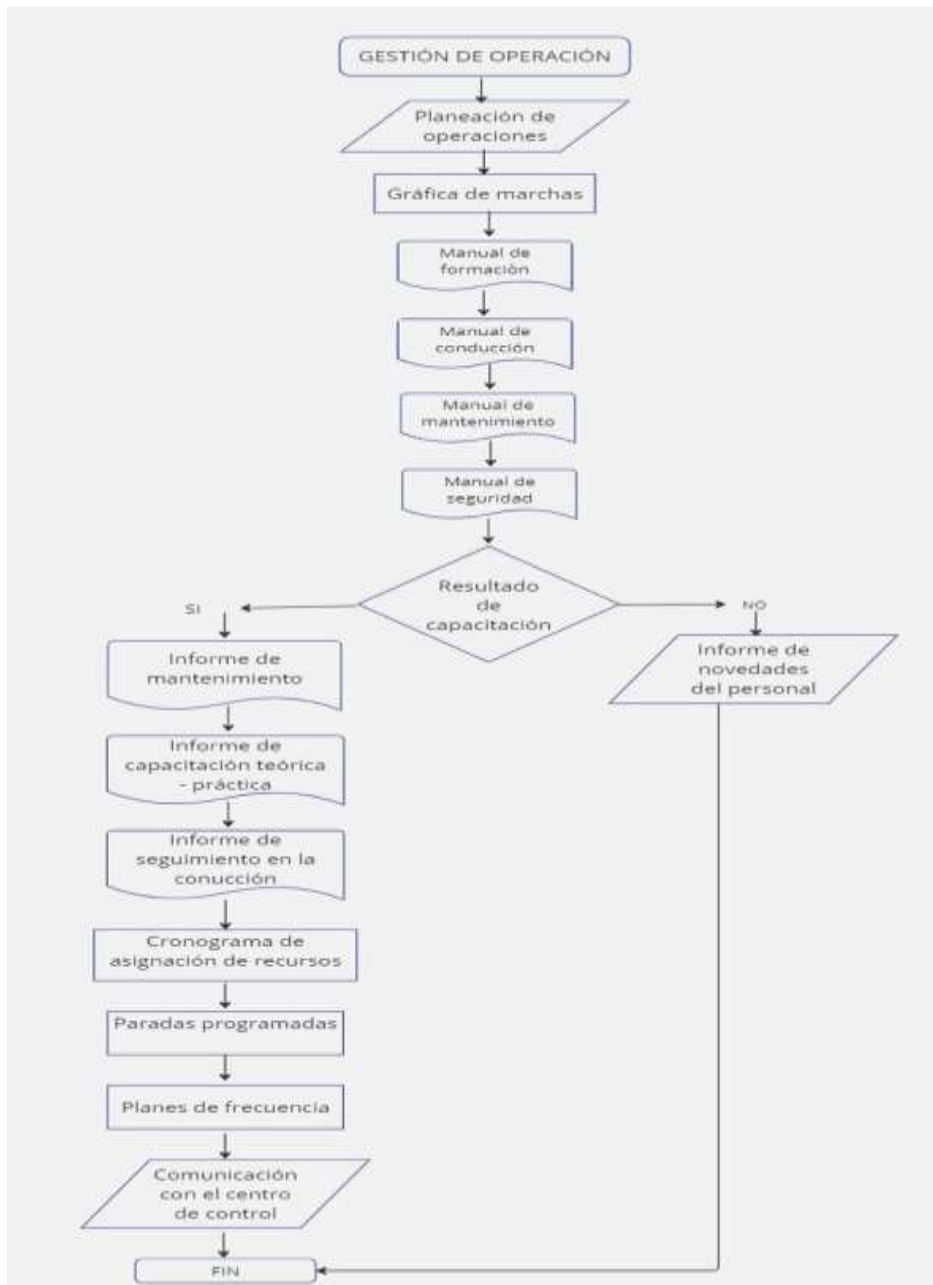 GESTIÓN DE OPERACIÓN
Planeación de
operaciones
Gráfica de marchas
Manual de
formación
Manual de
conducción
Manual de
mantenimiento
Manual de
seguridad
Resultado
de
capacitación
SI
NO
Informe de
mantenimiento
Informe de
novedades
del personal
Informe de
capacitación teórica
- práctica
Informe de
seguimiento en la
conucción
Cronograma de
asignación de recursos
Paradas programadas
Planes de frecuencia
Comunicación
con el centro
de control
FIN